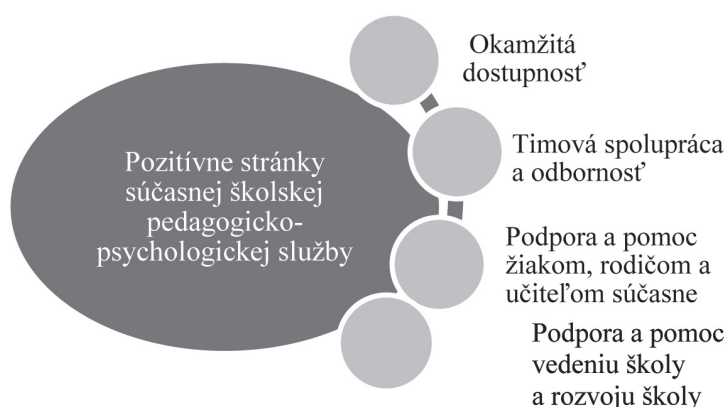 Pozitívne stránky
súčasnej školskej
pedagogicko-
psychologickej služby
Okamžitá
dostupnosť
Timová spolupráca
a odbornosť
Podpora a pomoc
žiakom, rodičom a
učiteľom súčasne
Podpora a pomoc
vedeniu školy
a rozvoju školy